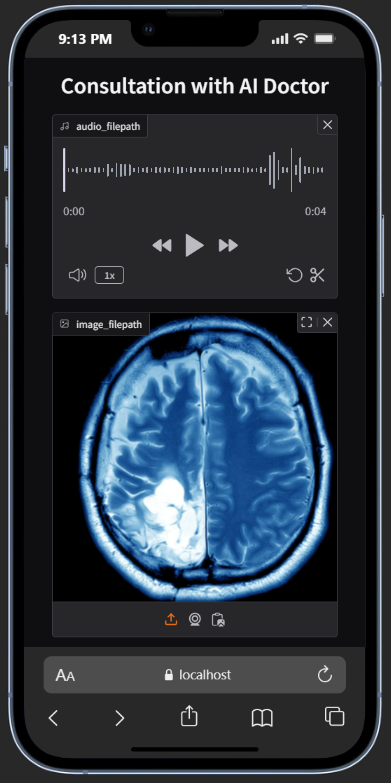 9:13 PM
Consultation with AI Doctor
audio_filepath
0:00
0:04
1x
image_filepath
AA
localhost